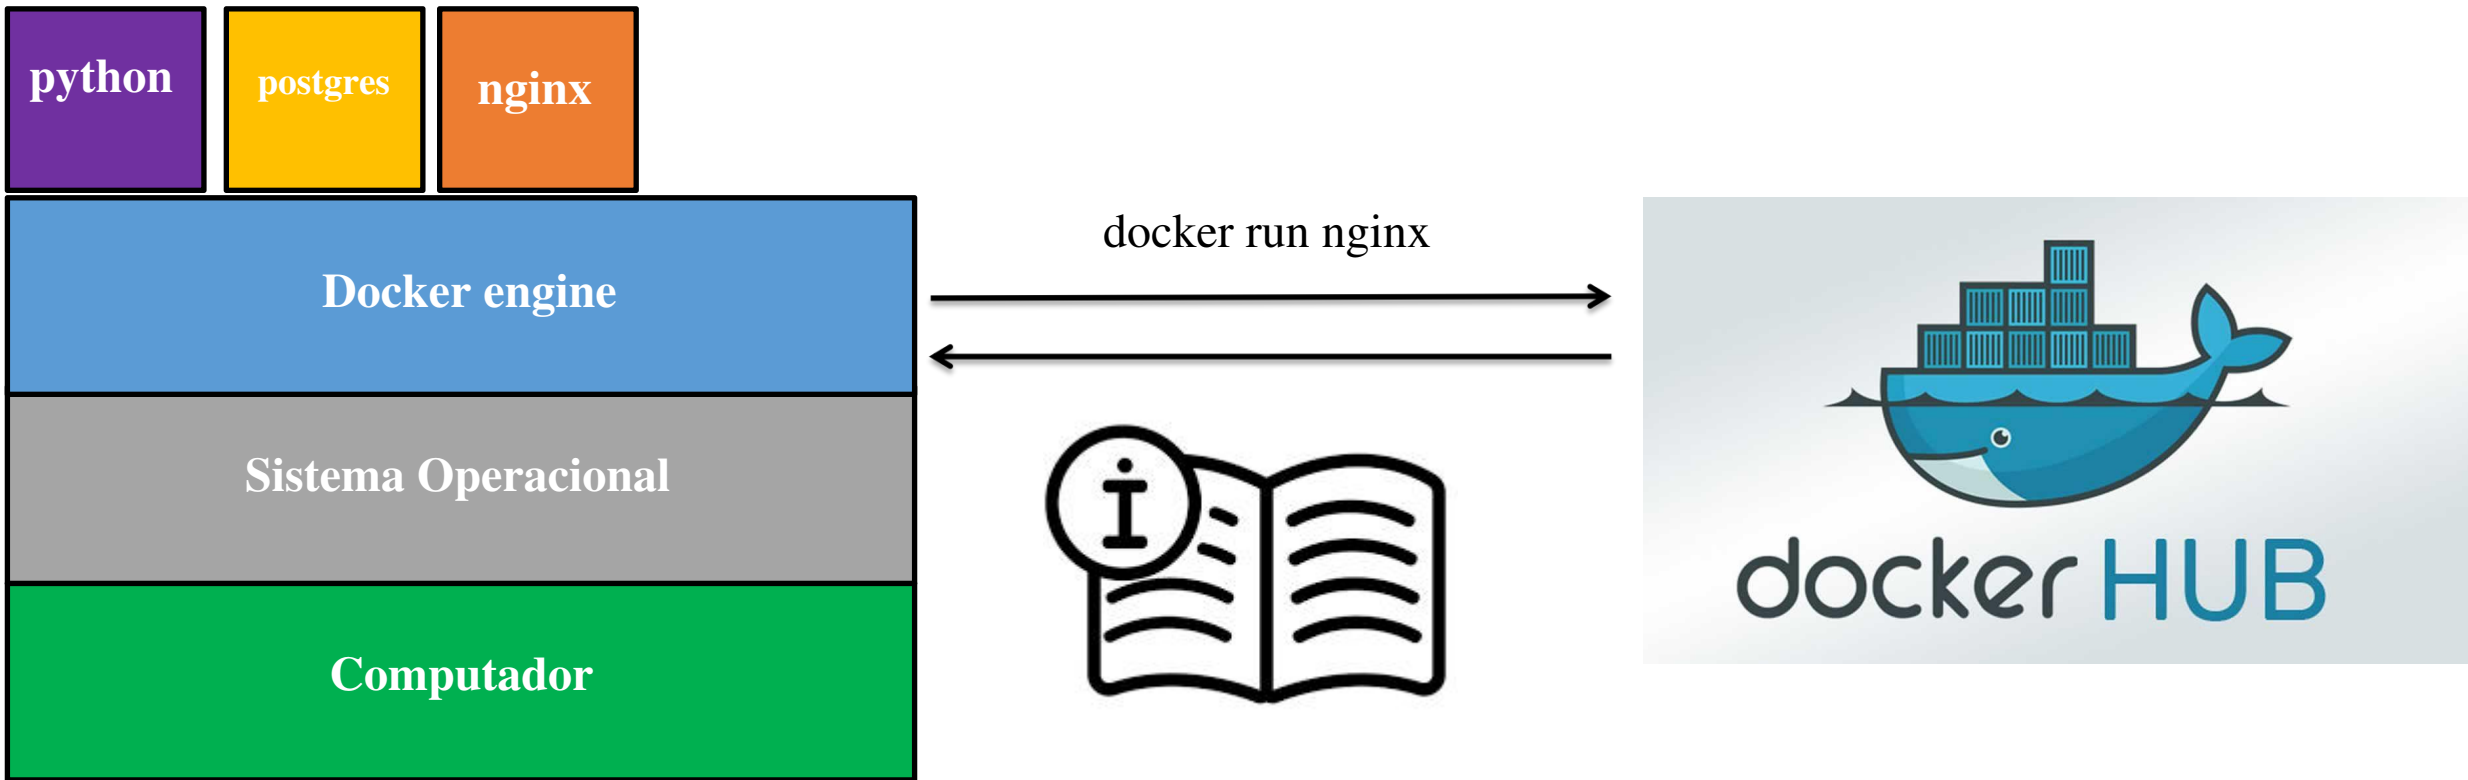 python
postgres
nginx
docker run nginx
Docker engine
Sistema Operacional
Computador
i
docker HUB